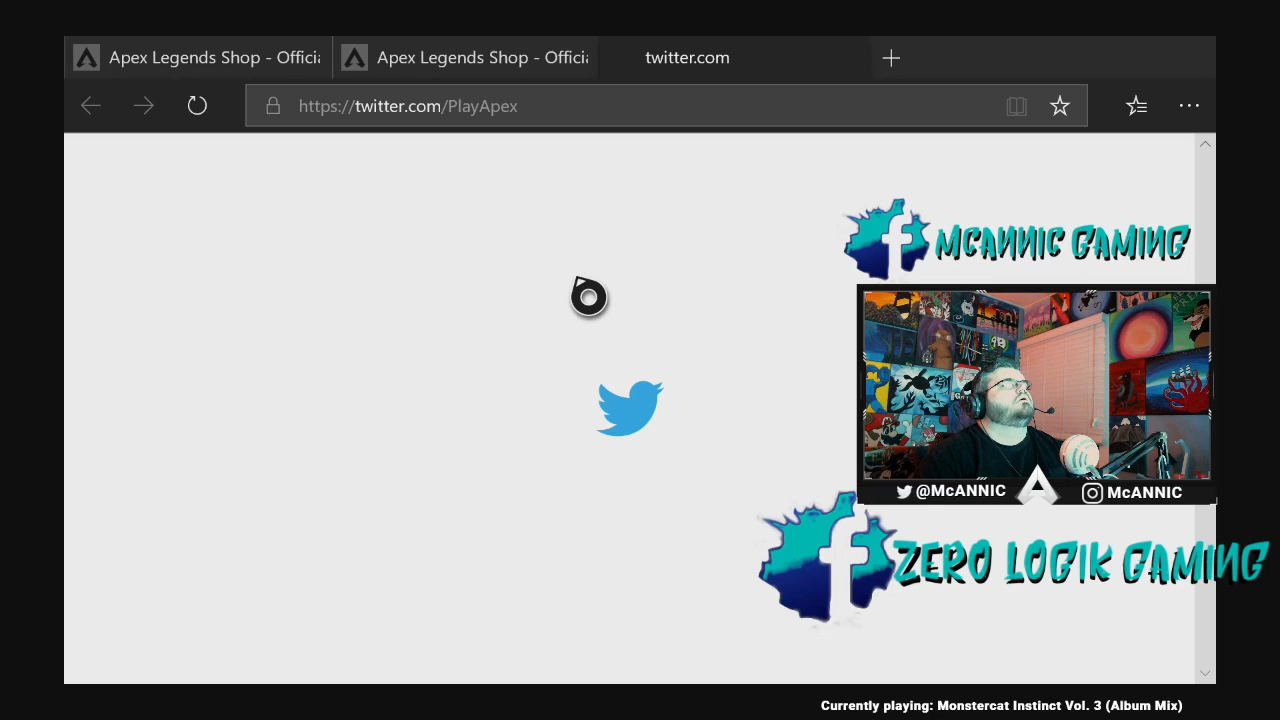 Apex Legends Shop - Officia
Apex Legends Shop - Officia
twitter.com
https://twitter.com/PlayApex
MCANNIC GAMING
@McANNIC
McANNIC
ZERO LOGIK GAMING
Currently playing: Monstercat Instinct Vol. 3 (Album Mix)